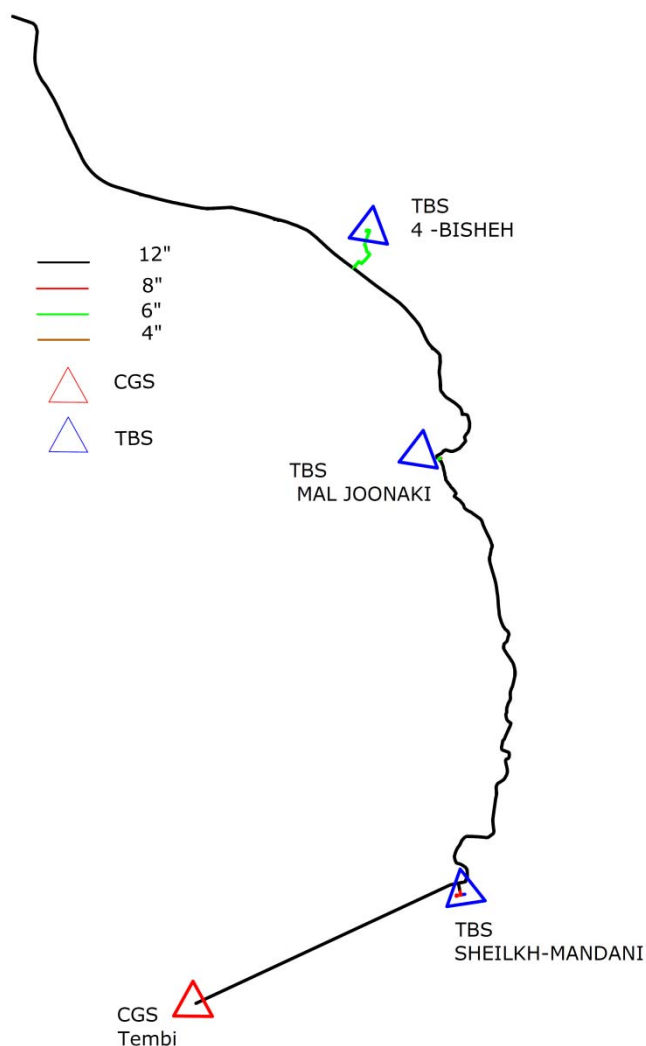 TBS
4 -BISHEH
12"
8"
6"
4"
CGS
TBS
TBS
MAL JOONAKI
TBS
SHEILKH-MANDANI
CGS
Tembi